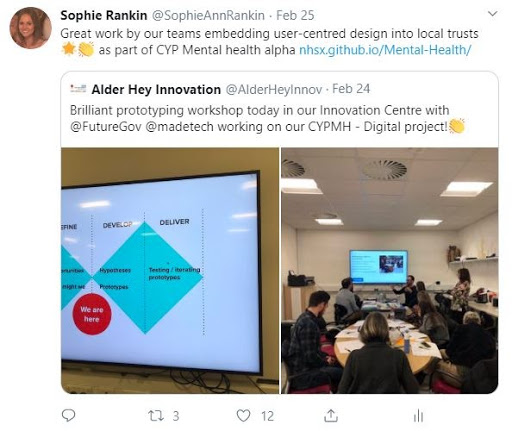 Sophie Rankin @SophieAnnRankin · Feb 25
Great work by our teams embedding user-centred design into local trusts
🌟👏 as part of CYP Mental health alpha nhsx.github.io/Mental-Health/
Alder Hey Innovation @AlderHeyInnov · Feb 24
Brilliant prototyping workshop today in our Innovation Centre with
@FutureGov @madetech working on our CYPMH - Digital project!👏
EFINE DEVELOP DELIVER
Hypotheses
Testing / iterating
prototypes
Prototypes
We are
here
3 12